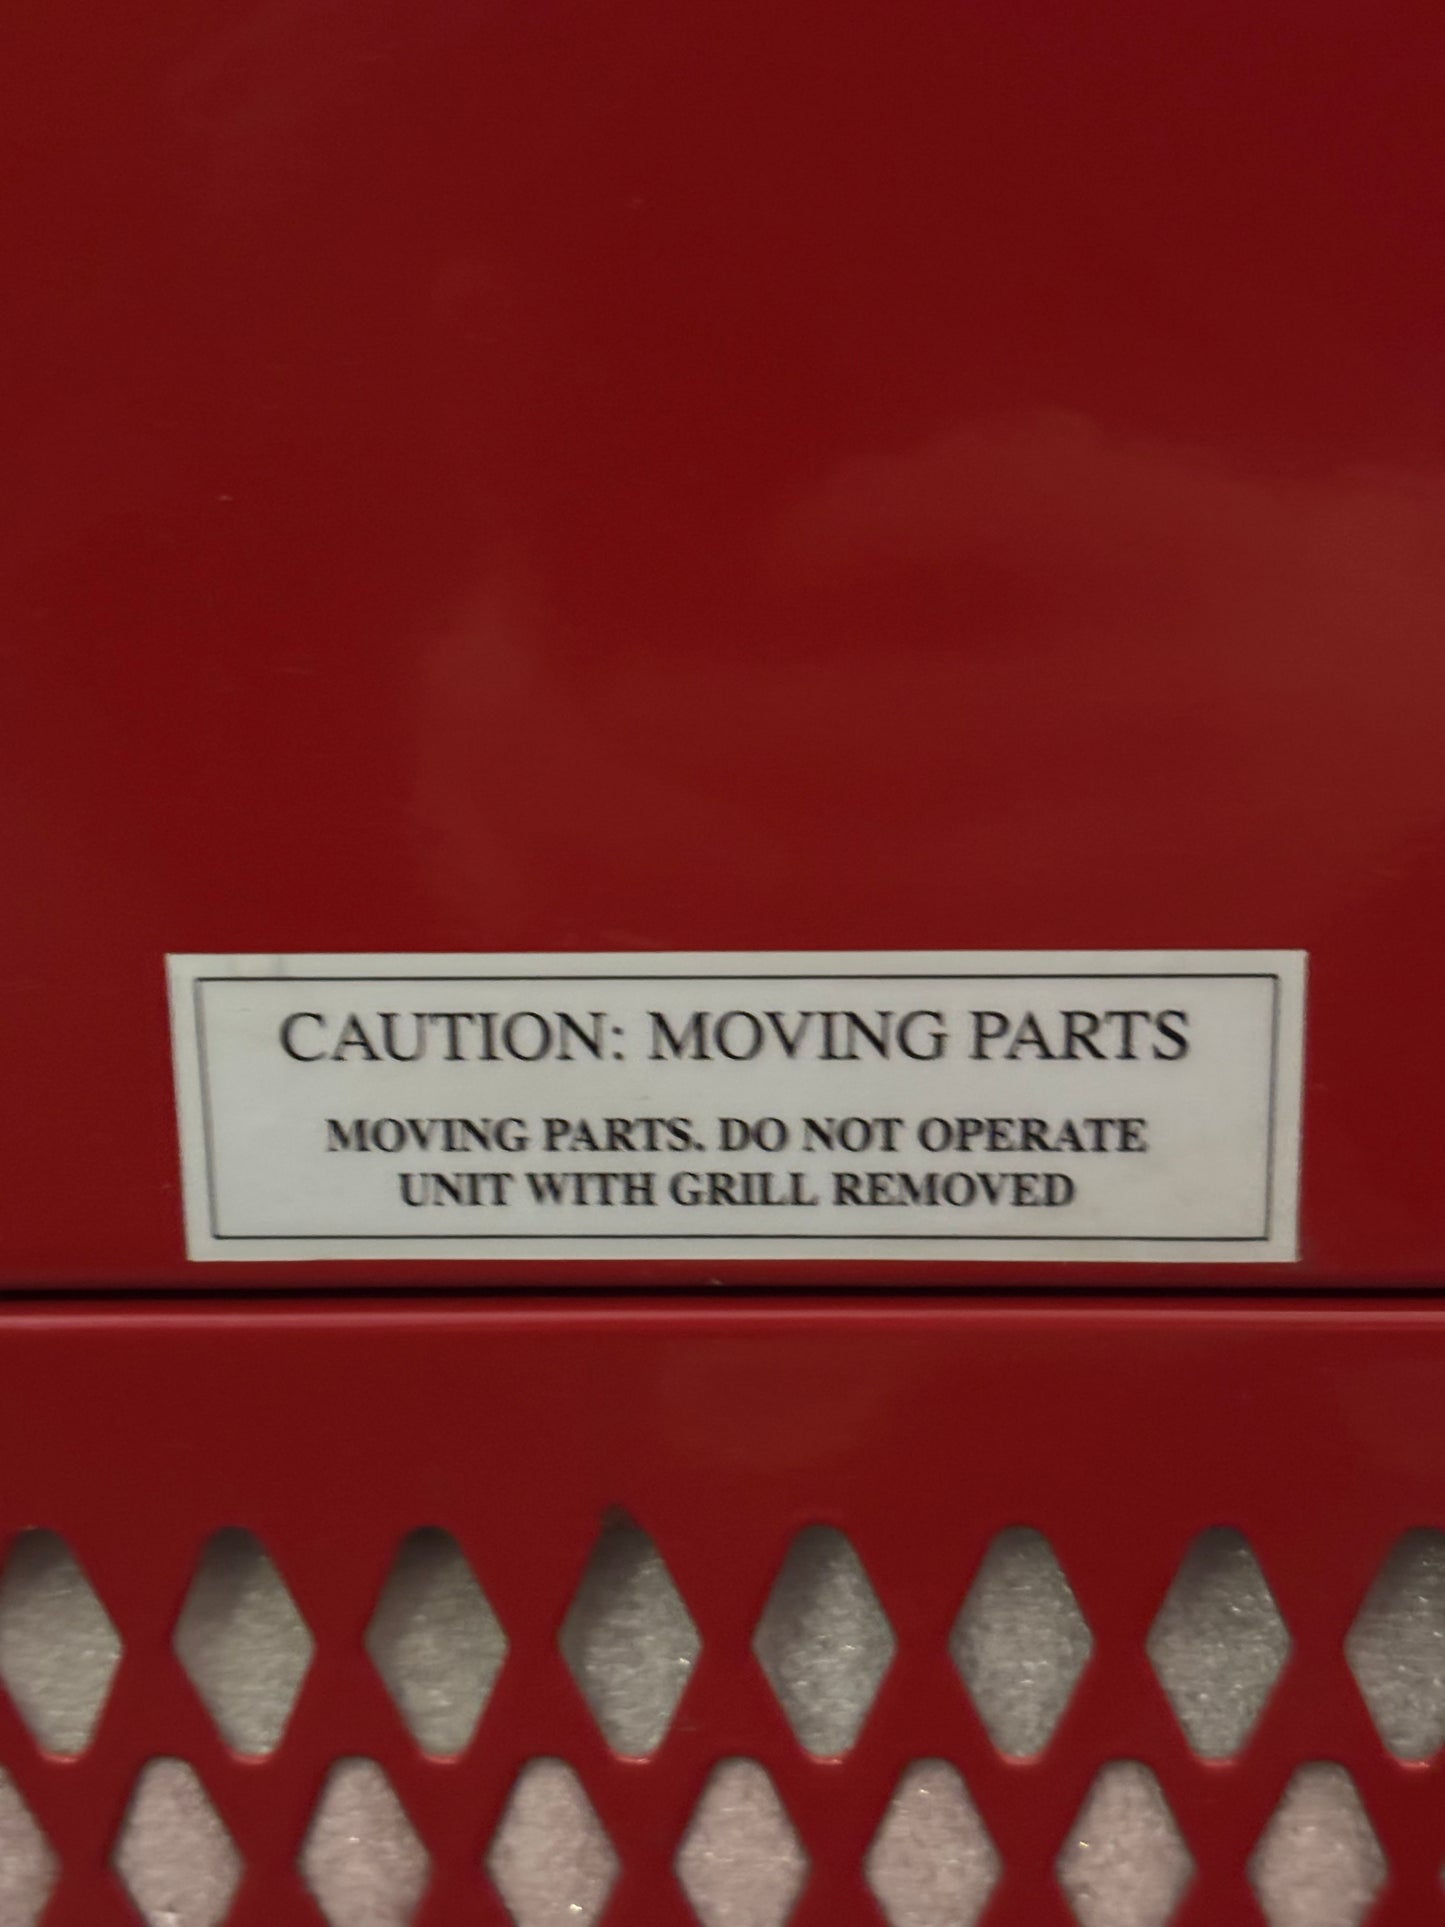 CAUTION: MOVING PARTS
MOVING PARTS. DO NOT OPERATE
UNIT WITH GRILL REMOVED